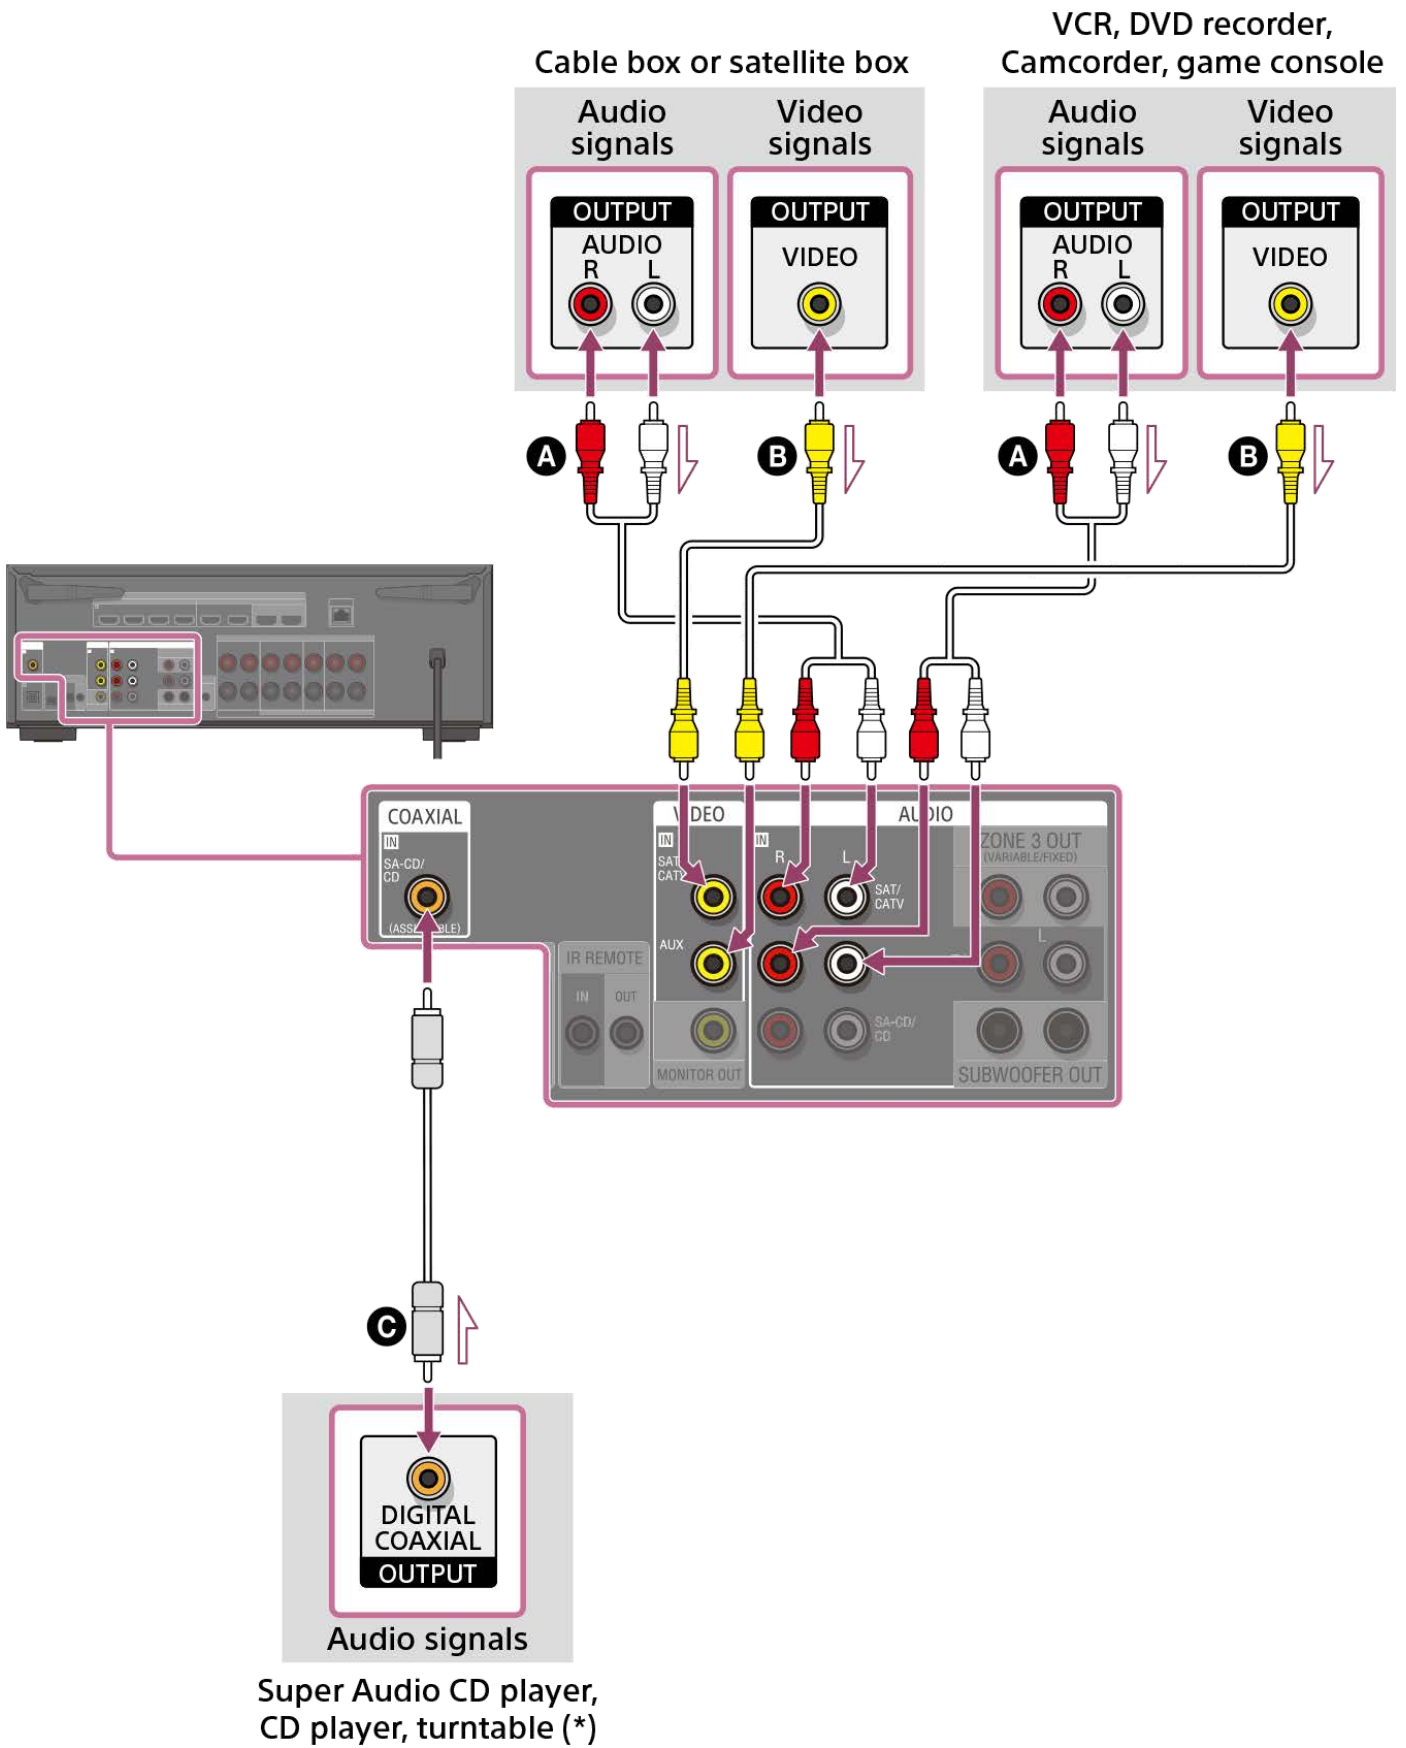 VCR, DVD recorder,
Camcorder, game console
Cable box or satellite box
Audio
signals
Video
signals
Audio
signals
Video
signals
OUTPUT
AUDIO
R L
OUTPUT
VIDEO
OUTPUT
AUDIO
R L
OUTPUT
VIDEO
A
B
A
B
COAXIAL
IN
SA-CD/
CD
VIDEO
IN
AUX
MONITOR OUT
AUDIO
IN
R L
SAT/
CATV
SA-CD/
CD
ZONE 3 OUT
(VARIABLE/FIXED)
L
SUBWOOFER OUT
IR REMOTE
IN OUT
C
DIGITAL
COAXIAL
OUTPUT
Audio signals
Super Audio CD player,
CD player, turntable (*)